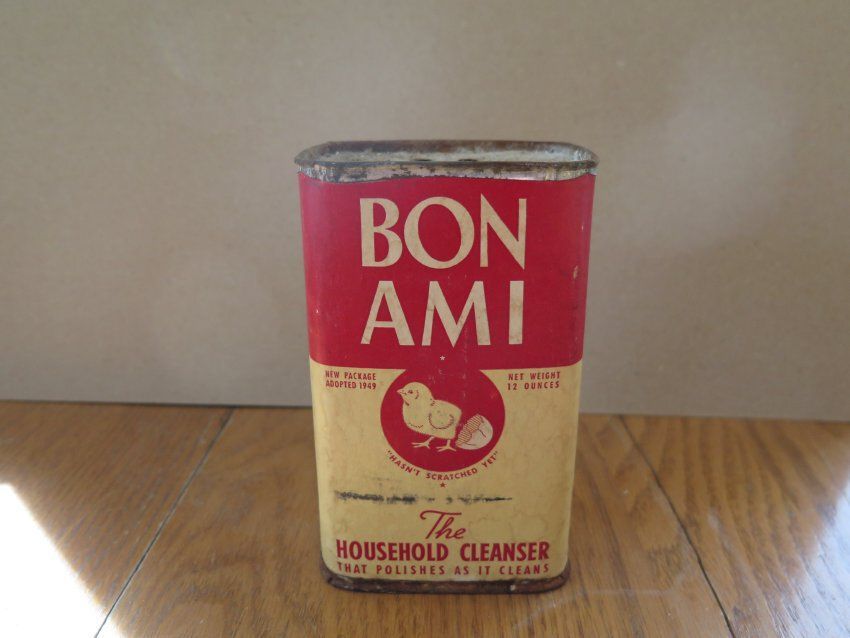 BON
AMI
NEW PACKAGE
ADOPTED 1949
NET WEIGHT
12 OUNCES
"HASN'T SCRATCHED YET"
The
HOUSEHOLD CLEANSER
THAT POLISHES AS IT CLEANS